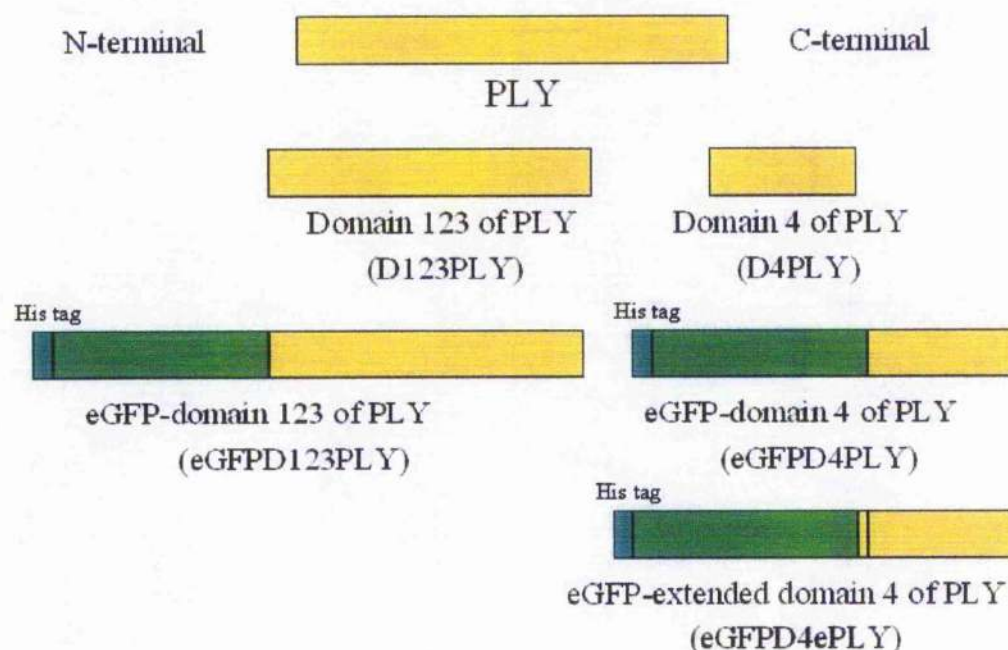 N-terminal
C-terminal
PLY
Domain 123 of PLY
(D123PLY)
Domain 4 of PLY
(D4PLY)
His tag
eGFP-domain 123 of PLY
(eGFPD123PLY)
His tag
eGFP-domain 4 of PLY
(eGFPD4PLY)
His tag
eGFP-extended domain 4 of PLY
(eGFPD4ePLY)